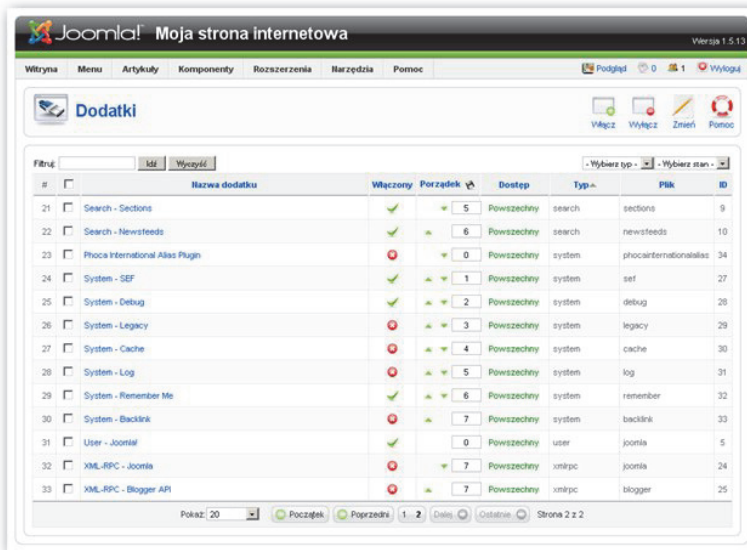 Joomla! Moja strona internetowa
Wersja 1.5.13
Witryna Menu Artykuły Komponenty Rozszerzenia Narzędzia Pomoc Podgląd 0 1 Wyloguj
Dodatki
Włącz Wyłącz Zmień Pomoc
Filtruj: Idź Wyczyść - Wybierz typ - - Wybierz stan -
# Nazwa dodatku Włączony Porządek Dostęp Typ Plik ID
21 Search - Sections 5 Powszechny search sections 9
22 Search - Newsfeeds 6 Powszechny search newsfeeds 10
23 Phoca International Alias Plugin 0 Powszechny system phocainternationalalias 34
24 System - SEF 1 Powszechny system sef 27
25 System - Debug 2 Powszechny system debug 28
26 System - Legacy 3 Powszechny system legacy 29
27 System - Cache 4 Powszechny system cache 30
28 System - Log 5 Powszechny system log 31
29 System - Remember Me 6 Powszechny system remember 32
30 System - Backlink 7 Powszechny system backlink 33
31 User - Joomla! 0 Powszechny user joomla 5
32 XML-RPC - Joomla 7 Powszechny xmlrpc joomla 24
33 XML-RPC - Blogger API 7 Powszechny xmlrpc blogger 25
Pokaż: 20 Początek Poprzedni 1 2 Dalej Ostatnie Strona 2 z 2